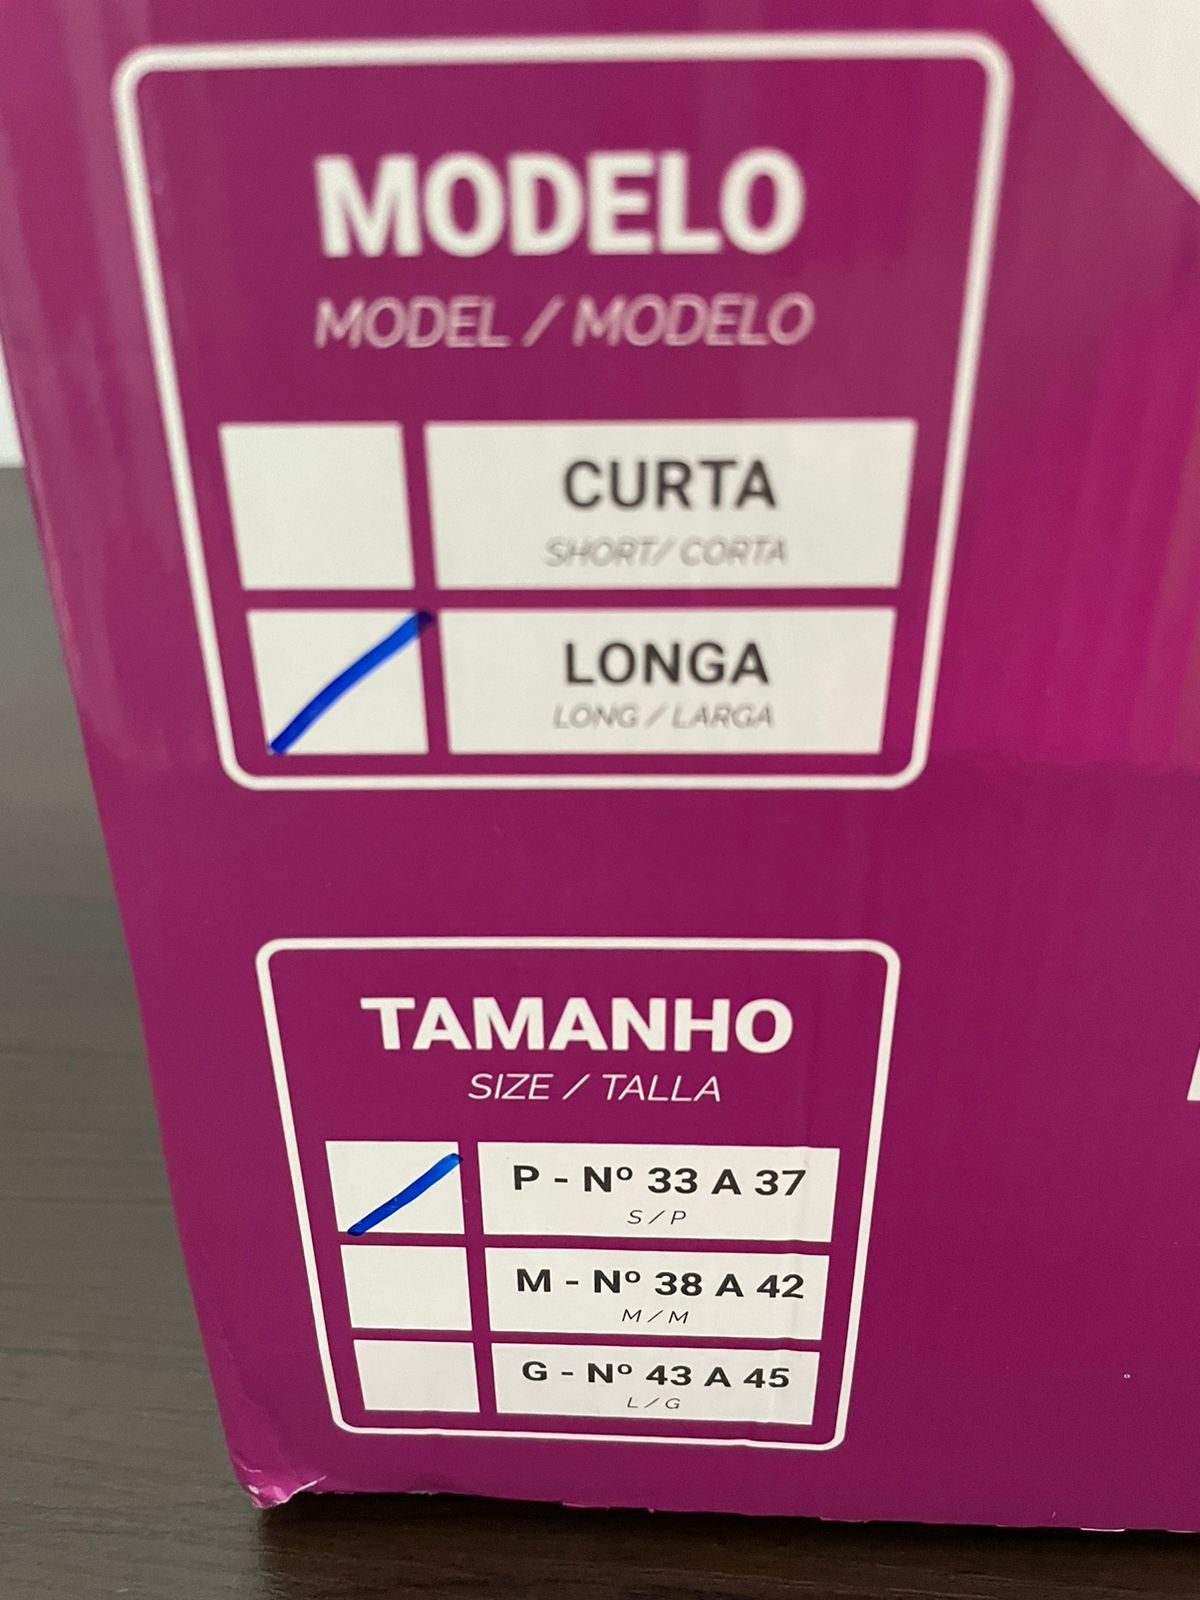 MODELO
MODEL / MODELO
CURTA
SHORT/ CORTA
LONGA
LONG / LARGA
TAMANHO
SIZE / TALLA
P - Nº 33 A 37
S / P
M - Nº 38 A 42
M / M
G - Nº 43 A 45
L / G